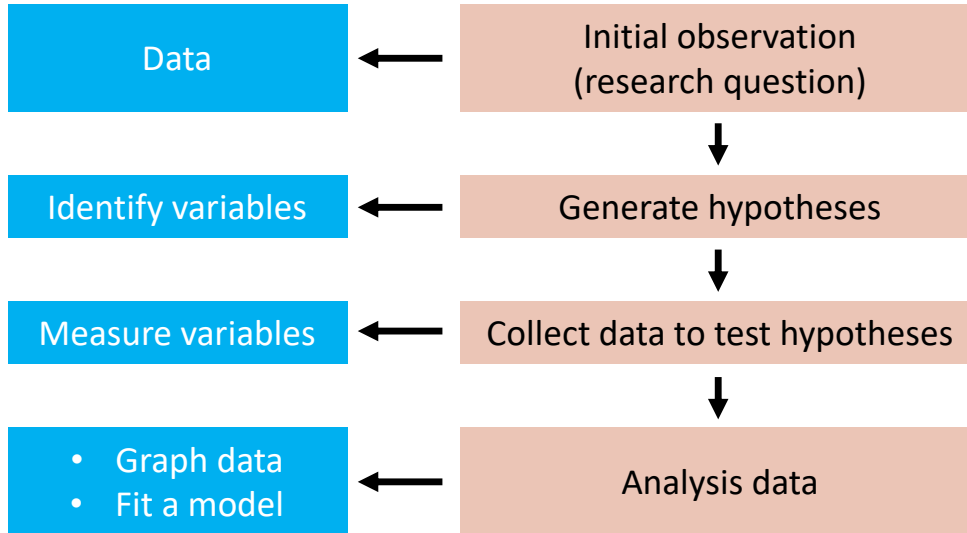 Data
Initial observation
(research question)
Identify variables
Generate hypotheses
Measure variables
Collect data to test hypotheses
• Graph data
• Fit a model
Analysis data